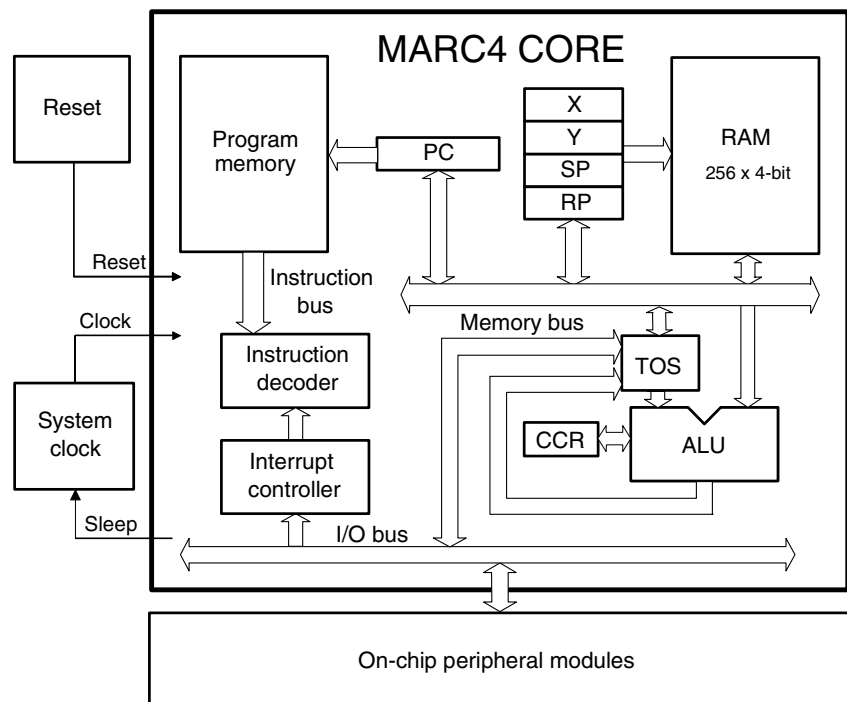 MARC4 CORE
Reset
Program
memory
PC
X
Y
SP
RP
RAM
256 x 4-bit
Reset
Instruction
bus
Clock
Memory bus
Instruction
decoder
TOS
System
clock
CCR
ALU
Interrupt
controller
Sleep
I/O bus
On-chip peripheral modules